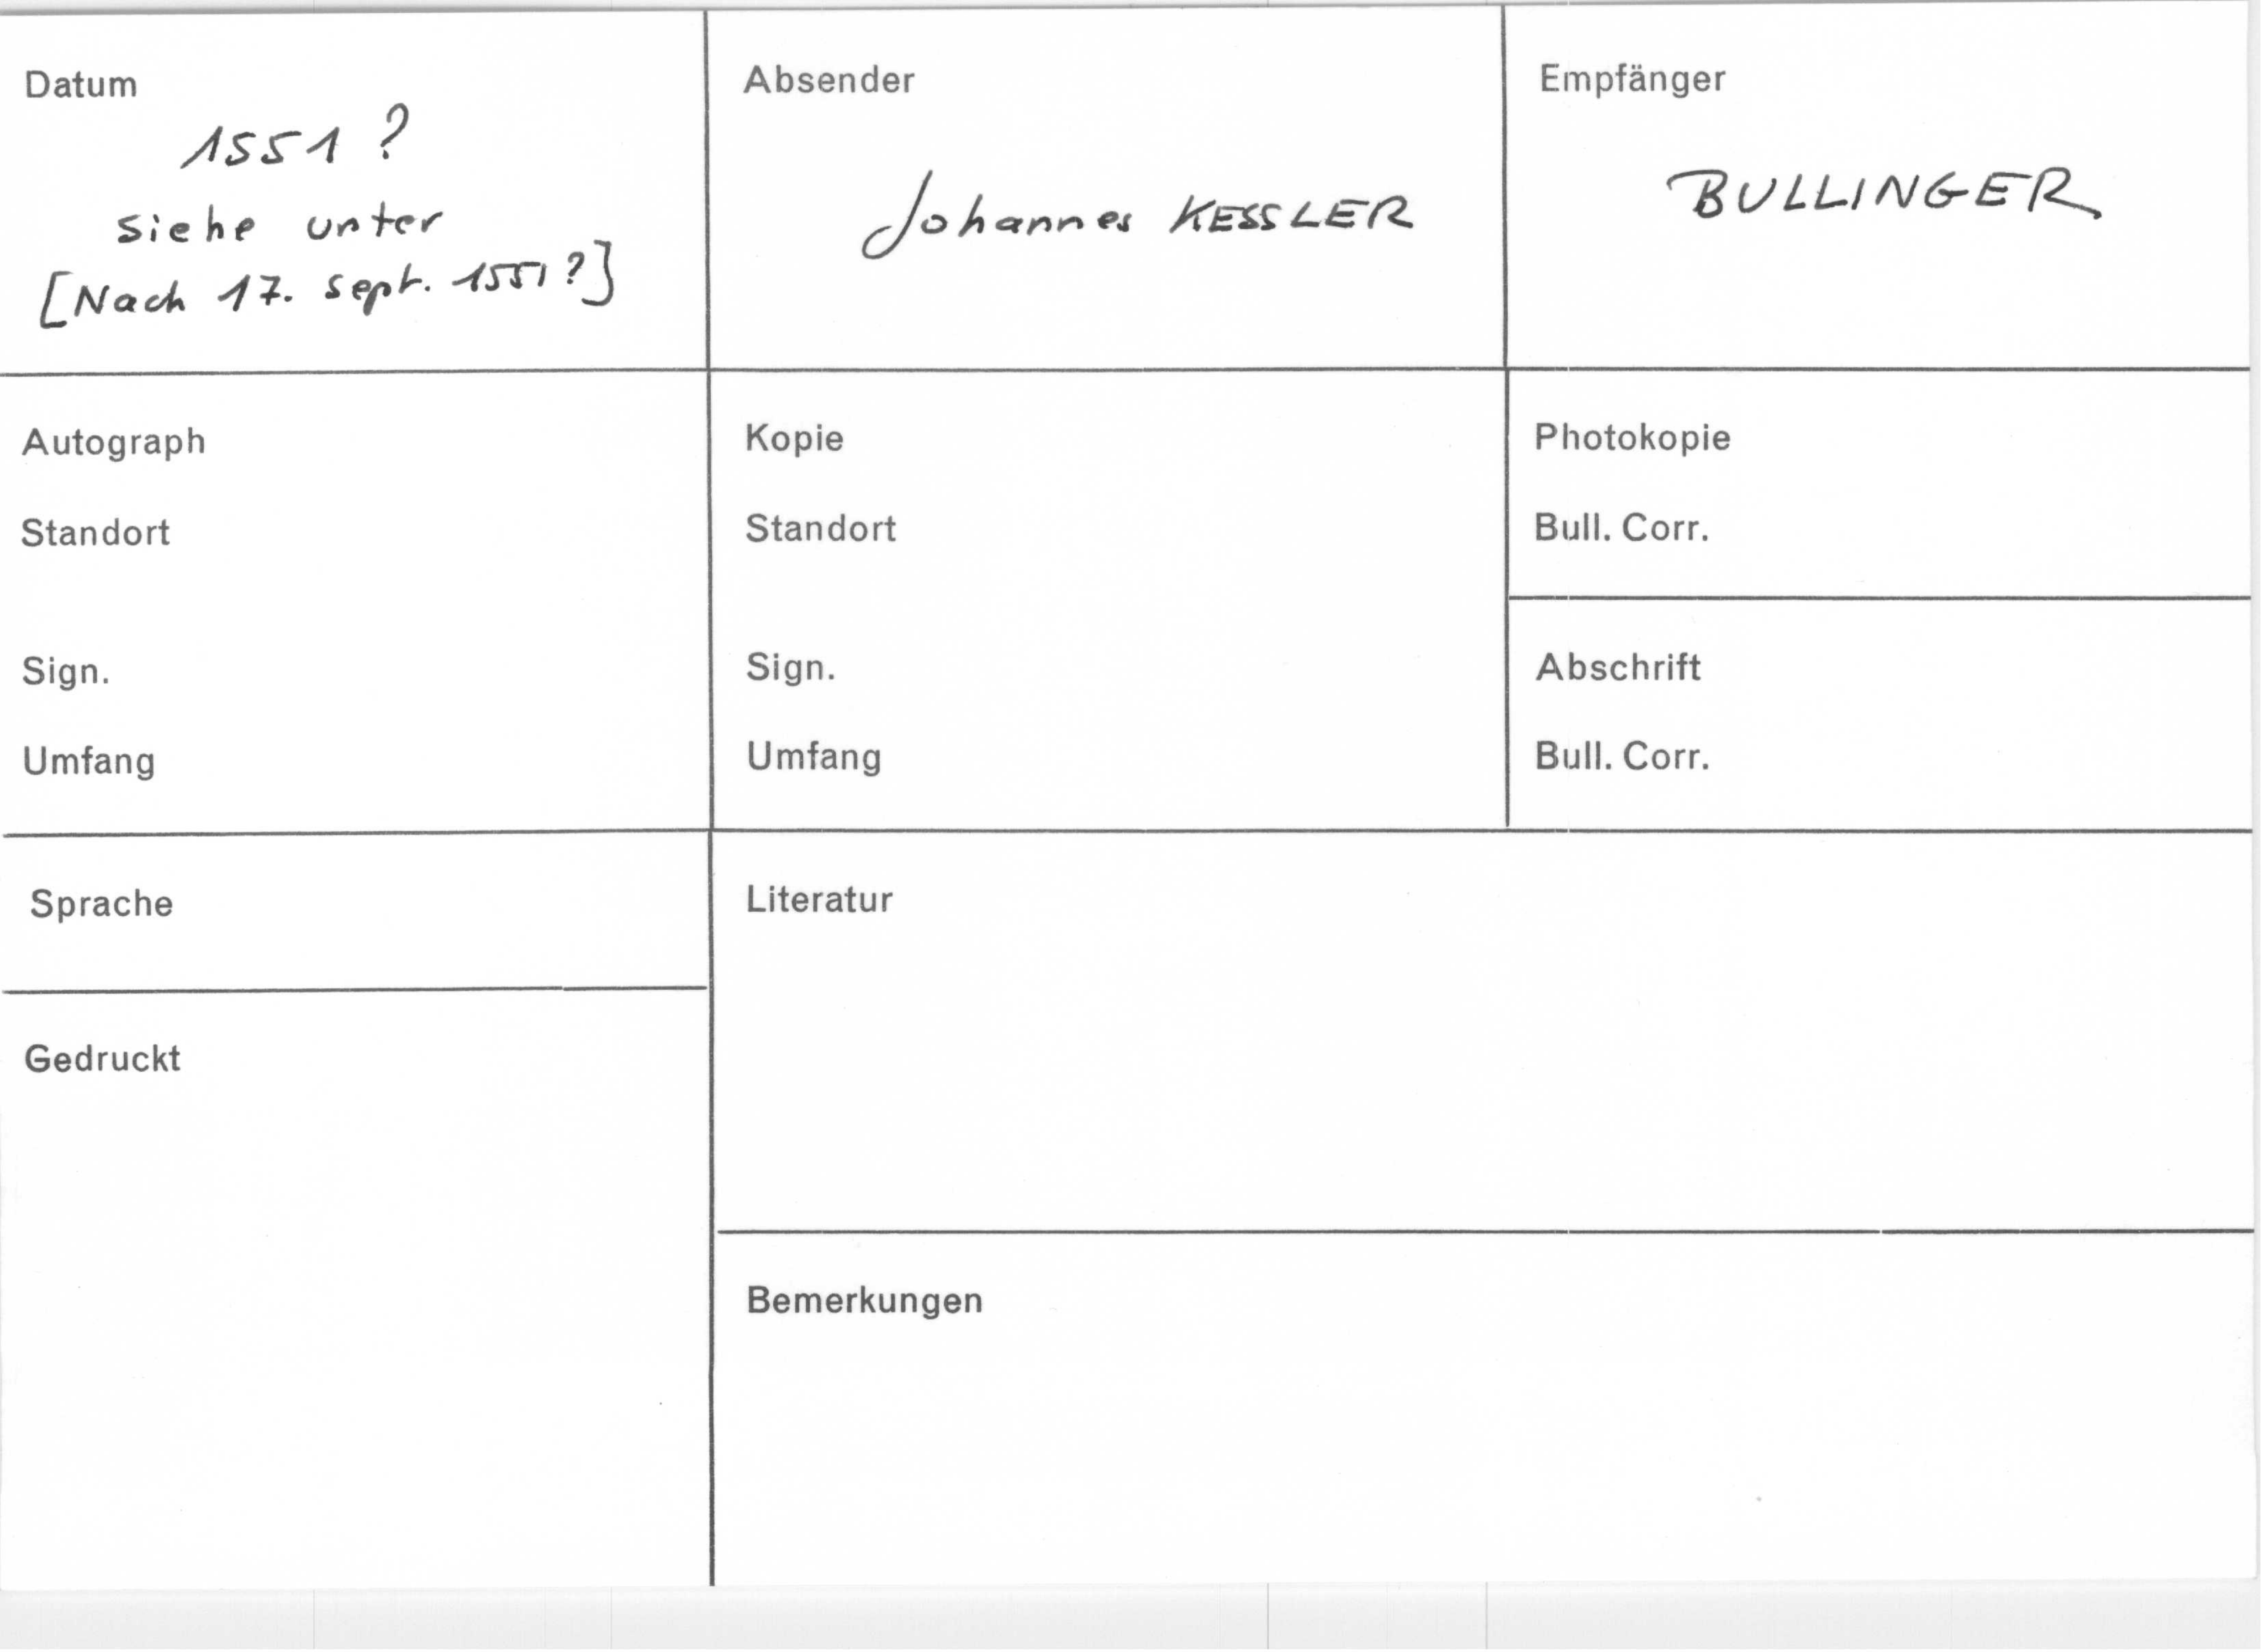 Datum
1551 ?
siehe unter
[Nach 17. Sept. 1551?]
Absender
Johannes KESSLER
Empfänger
BULLINGER
Autograph
Standort
Sign.
Umfang
Kopie
Standort
Sign.
Umfang
Photokopie
Bull. Corr.
Abschrift
Bull. Corr.
Sprache
Gedruckt
Literatur
Bemerkungen